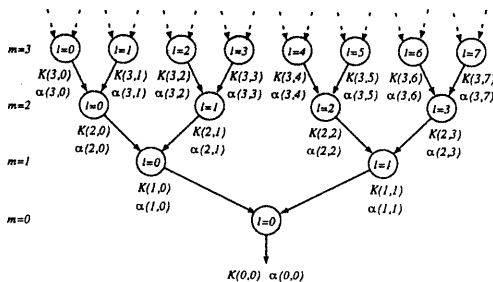 m=3 l=0 l=1 l=2 l=3 l=4 l=5 l=6 l=7
K(3,0) K(3,1) K(3,2) K(3,3) K(3,4) K(3,5) K(3,6) K(3,7)
α(3,0) α(3,1) α(3,2) α(3,3) α(3,4) α(3,5) α(3,6) α(3,7)
m=2 l=0 l=1 l=2 l=3
K(2,0) K(2,1) K(2,2) K(2,3)
α(2,0) α(2,1) α(2,2) α(2,3)
m=1 l=0 l=1
K(1,0) K(1,1)
α(1,0) α(1,1)
m=0 l=0
K(0,0) α(0,0)